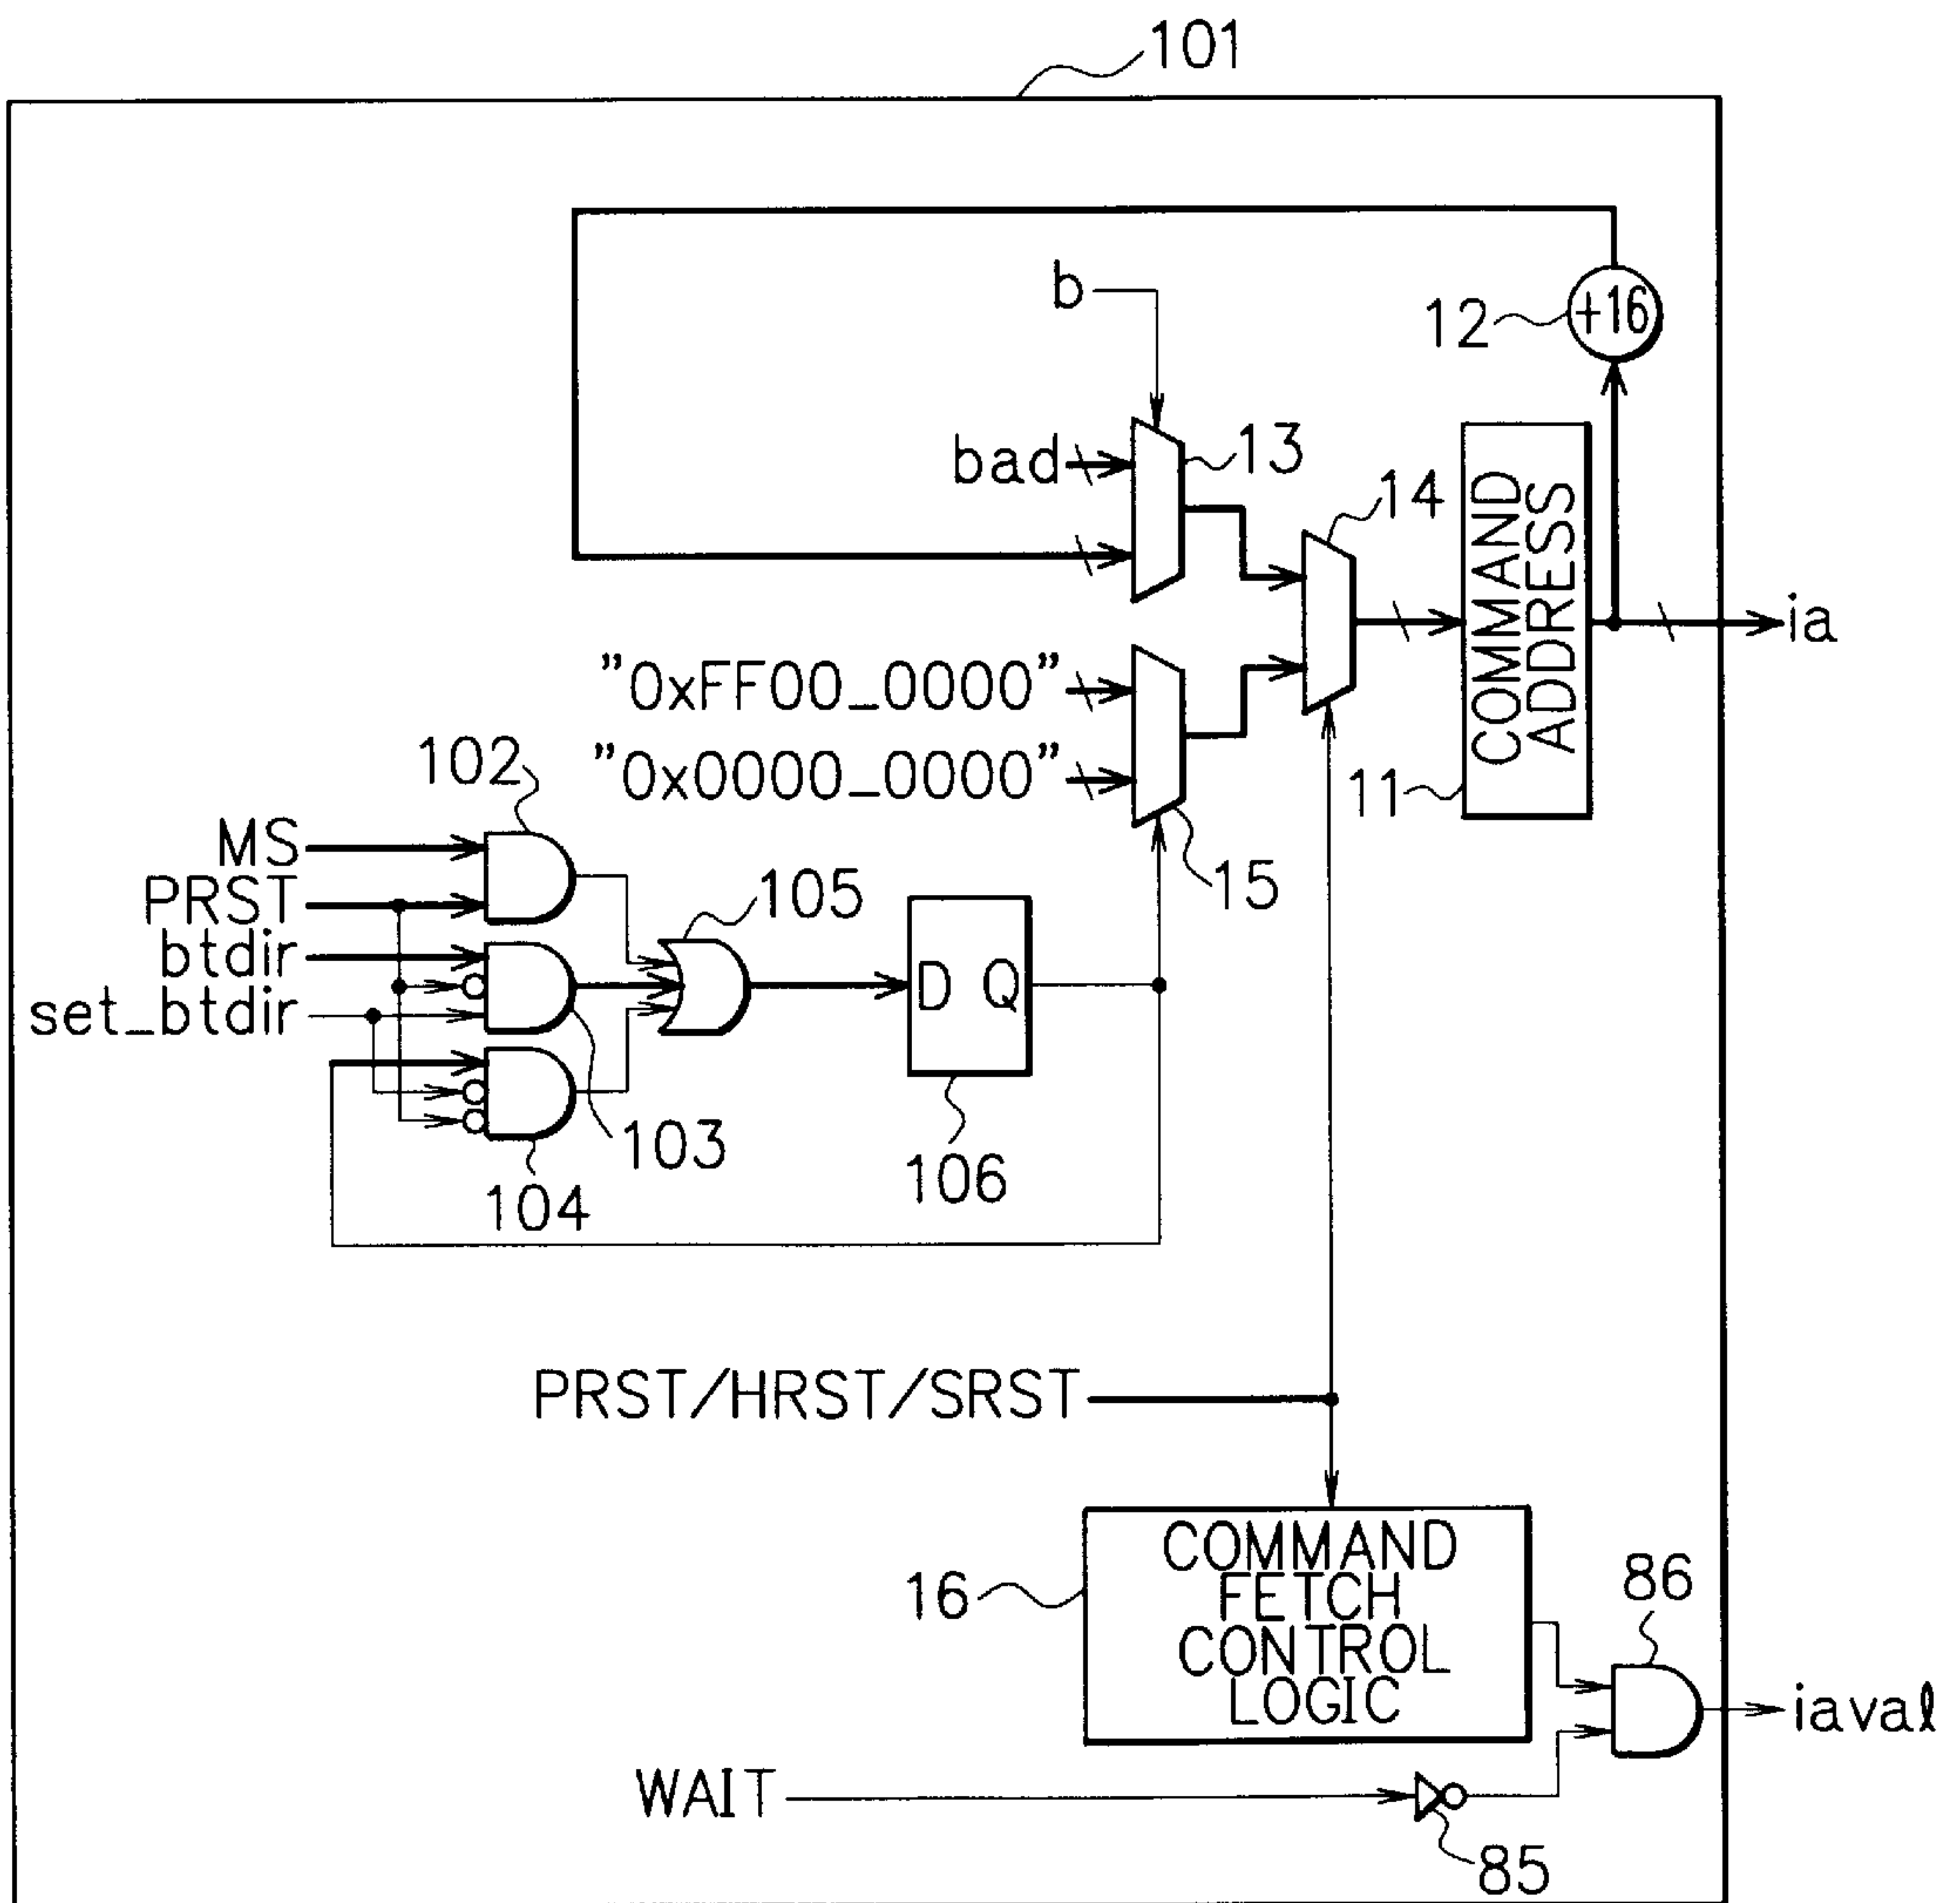 101
b
12
+16
bad
13
14
COMMAND
ADDRESS
ia
"0xFF00_0000"
"0x0000_0000"
11
15
102
MS
PRST
btdir
set_btdir
105
D Q
103
104
106
PRST/HRST/SRST
COMMAND
FETCH
CONTROL
LOGIC
16
86
iaval
WAIT
85